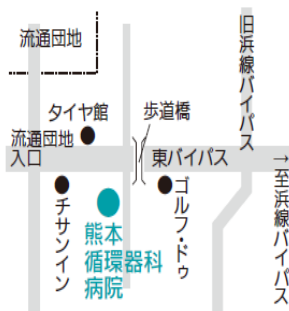 流通団地
旧浜線バイパス
タイヤ館
歩道橋
流通団地
入口
東バイパス
→至浜線バイパス
チサンイン
熊本
循環器科
病院
ゴルフ・ドゥ